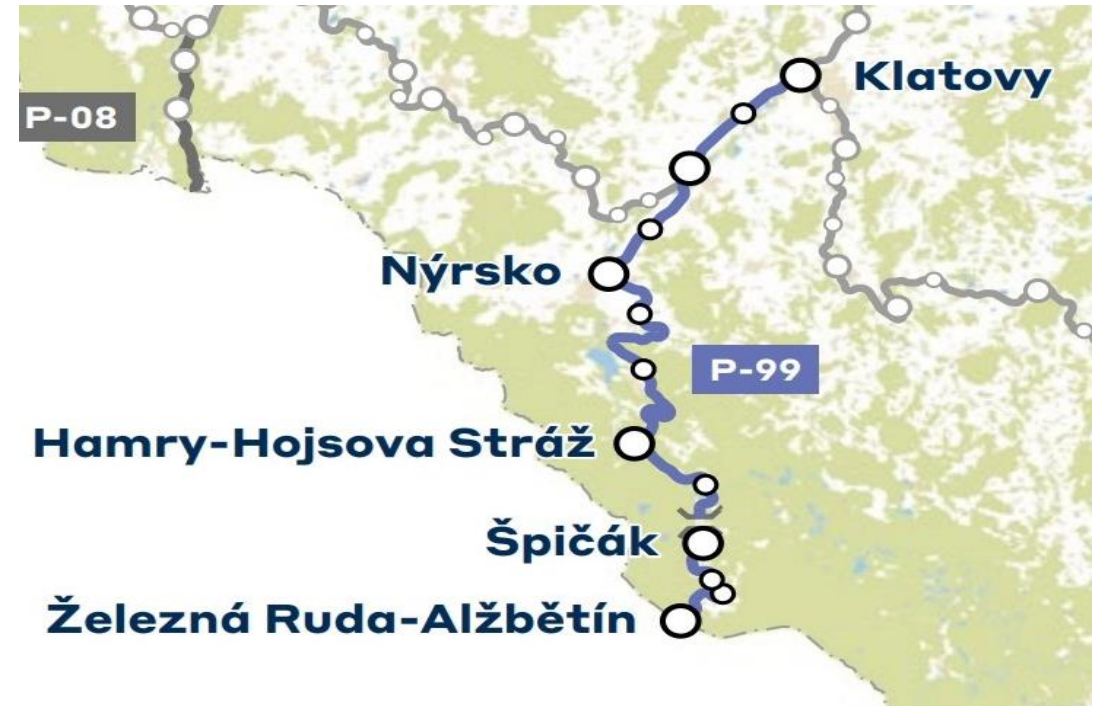 Klatovy
P-08
Nýrsko
P-99
Hamry-Hojsova Stráž
Špičák
Železná Ruda-Alžbětín